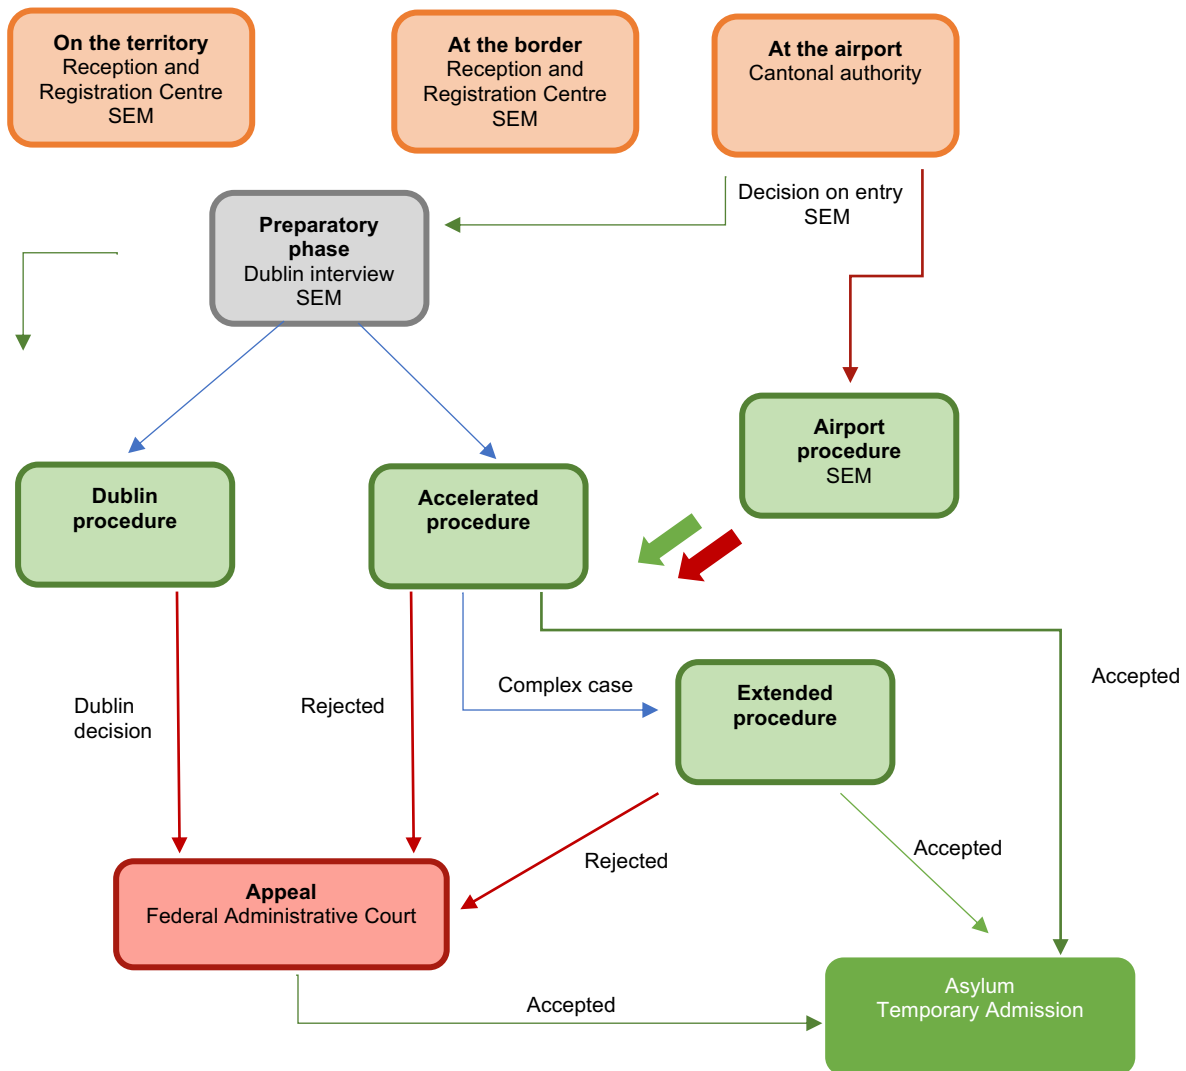 On the territory
Reception and
Registration Centre
SEM
At the border
Reception and
Registration Centre
SEM
At the airport
Cantonal authority
Decision on entry
SEM
Preparatory
phase
Dublin interview
SEM
Airport
procedure
SEM
Dublin
procedure
Accelerated
procedure
Extended
procedure
Dublin
decision
Rejected
Complex case
Accepted
Rejected
Accepted
Appeal
Federal Administrative Court
Accepted
Asylum
Temporary Admission